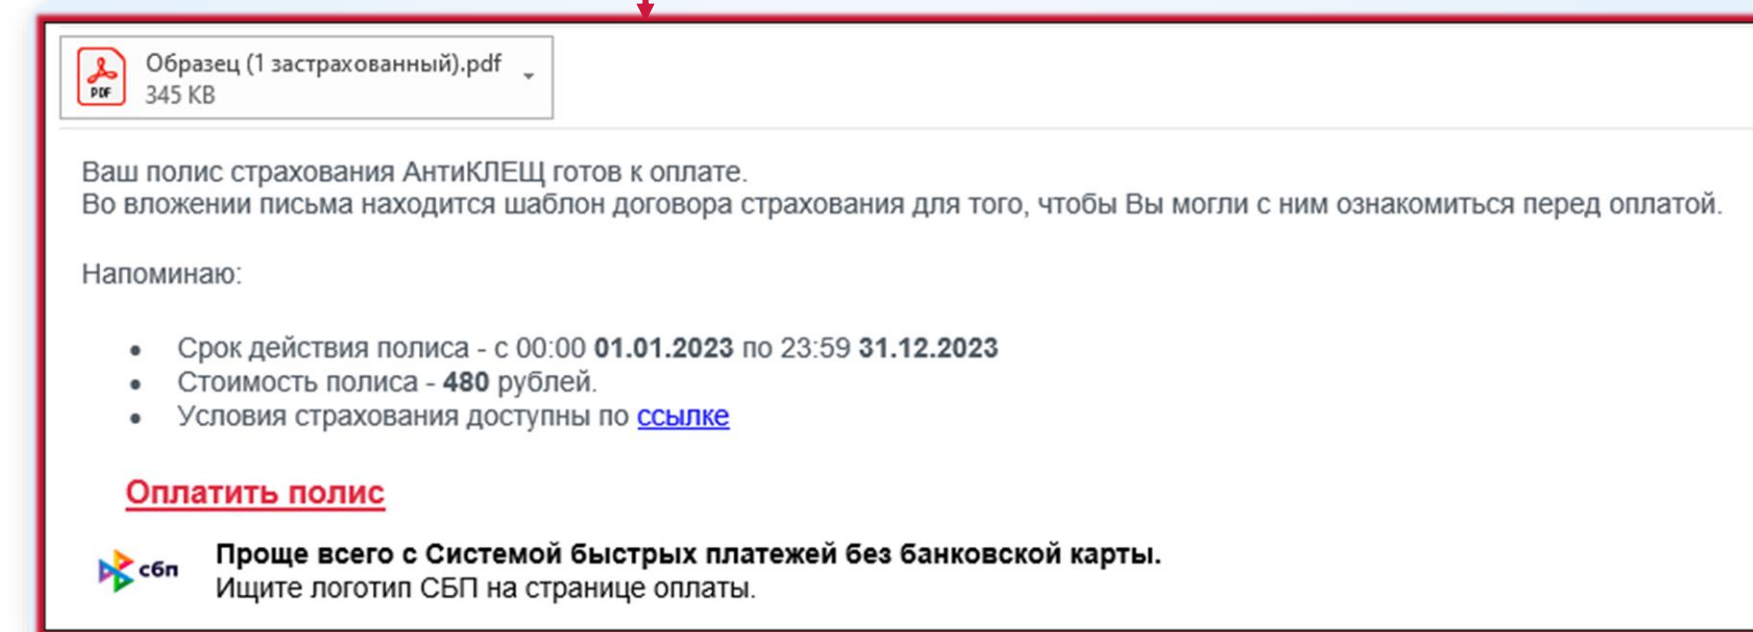 PDF
Образец (1 застрахованный).pdf
345 KB
Ваш полис страхования АнтиКЛЕЩ готов к оплате.
Во вложении письма находится шаблон договора страхования для того, чтобы Вы могли с ним ознакомиться перед оплатой.
Напоминаю:
• Срок действия полиса - с 00:00 01.01.2023 по 23:59 31.12.2023
• Стоимость полиса - 480 рублей.
• Условия страхования доступны по ссылке
Оплатить полис
сбп
Проще всего с Системой быстрых платежей без банковской карты.
Ищите логотип СБП на странице оплаты.